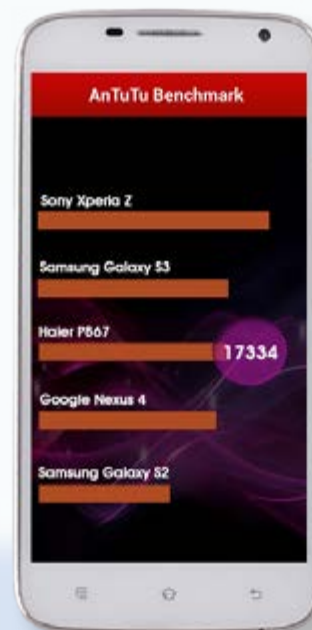 AnTuTu Benchmark
Sony Xperia Z
Samsung Galaxy S3
Haier P867
17334
Google Nexus 4
Samsung Galaxy S2